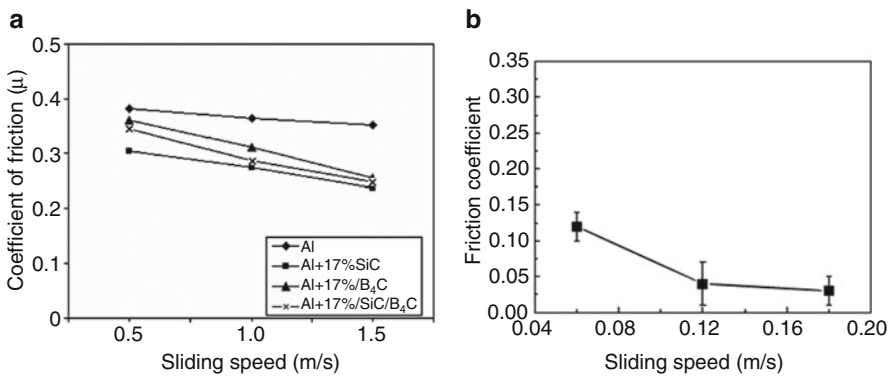 a
Coefficient of friction (μ)
0.5
0.4
0.3
0.2
0.1
0
Al
Al+17%SiC
Al+17%/B₄C
Al+17%/SiC/B₄C
0.5 1.0 1.5
Sliding speed (m/s)
b
Friction coefficient
0.35
0.30
0.25
0.20
0.15
0.10
0.05
0.00
0.04 0.08 0.12 0.16 0.20
Sliding speed (m/s)